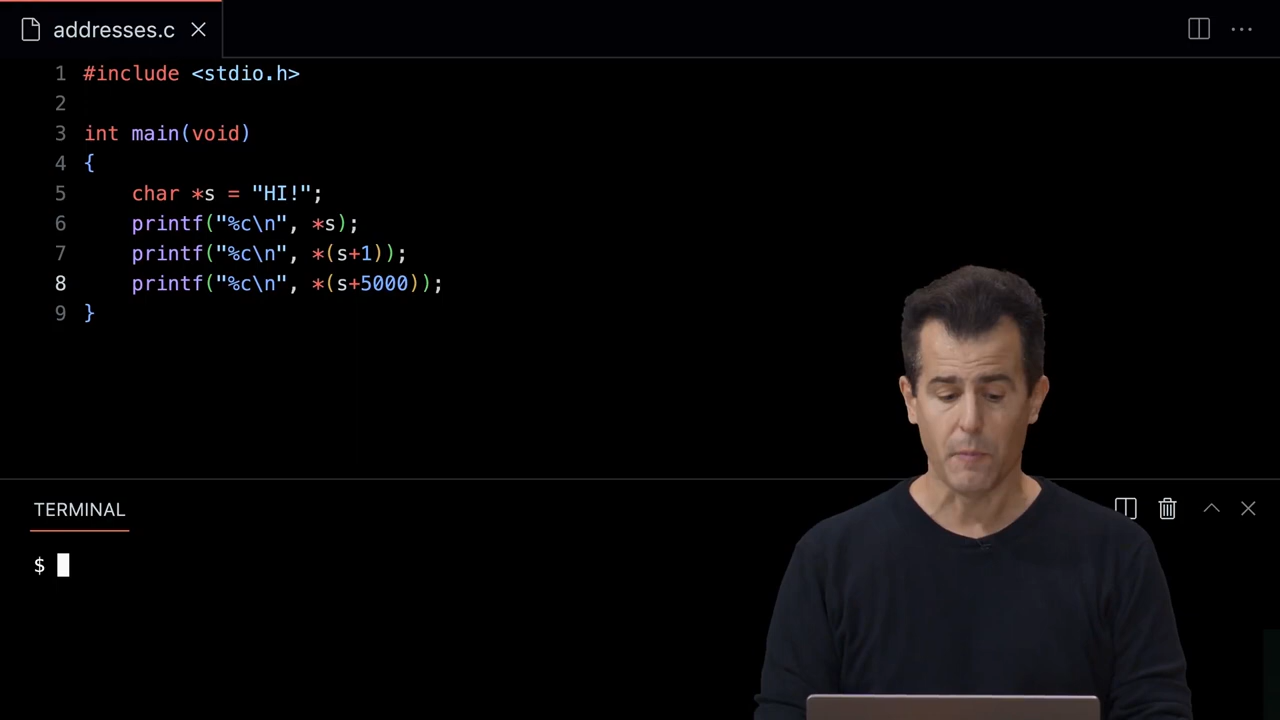 addresses.c
1 #include <stdio.h>
2
3 int main(void)
4 {
5     char *s = "HI!";
6     printf("%c\n", *s);
7     printf("%c\n", *(s+1));
8     printf("%c\n", *(s+5000));
9 }
TERMINAL
$